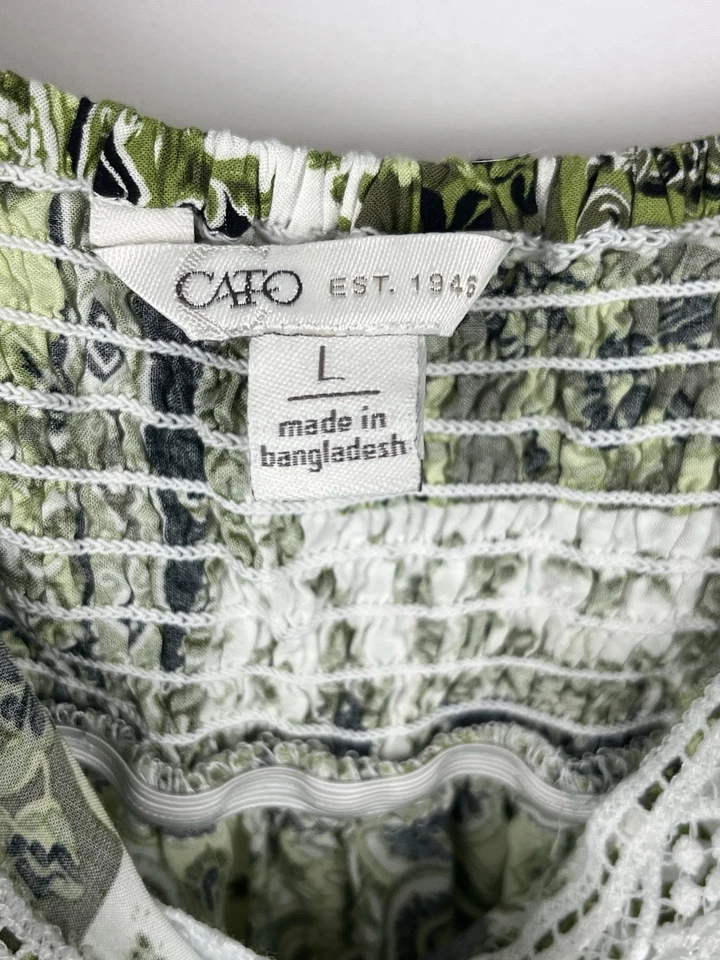 CATO EST. 1946
L
made in
bangladesh